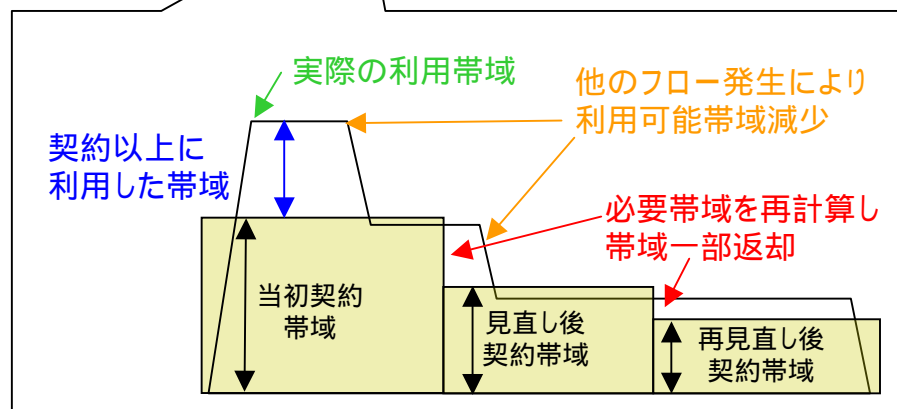 実際の利用帯域
他のフロー発生により
利用可能帯域減少
契約以上に
利用した帯域
必要帯域を再計算し
帯域一部返却
当初契約
帯域
見直し後
契約帯域
再見直し後
契約帯域